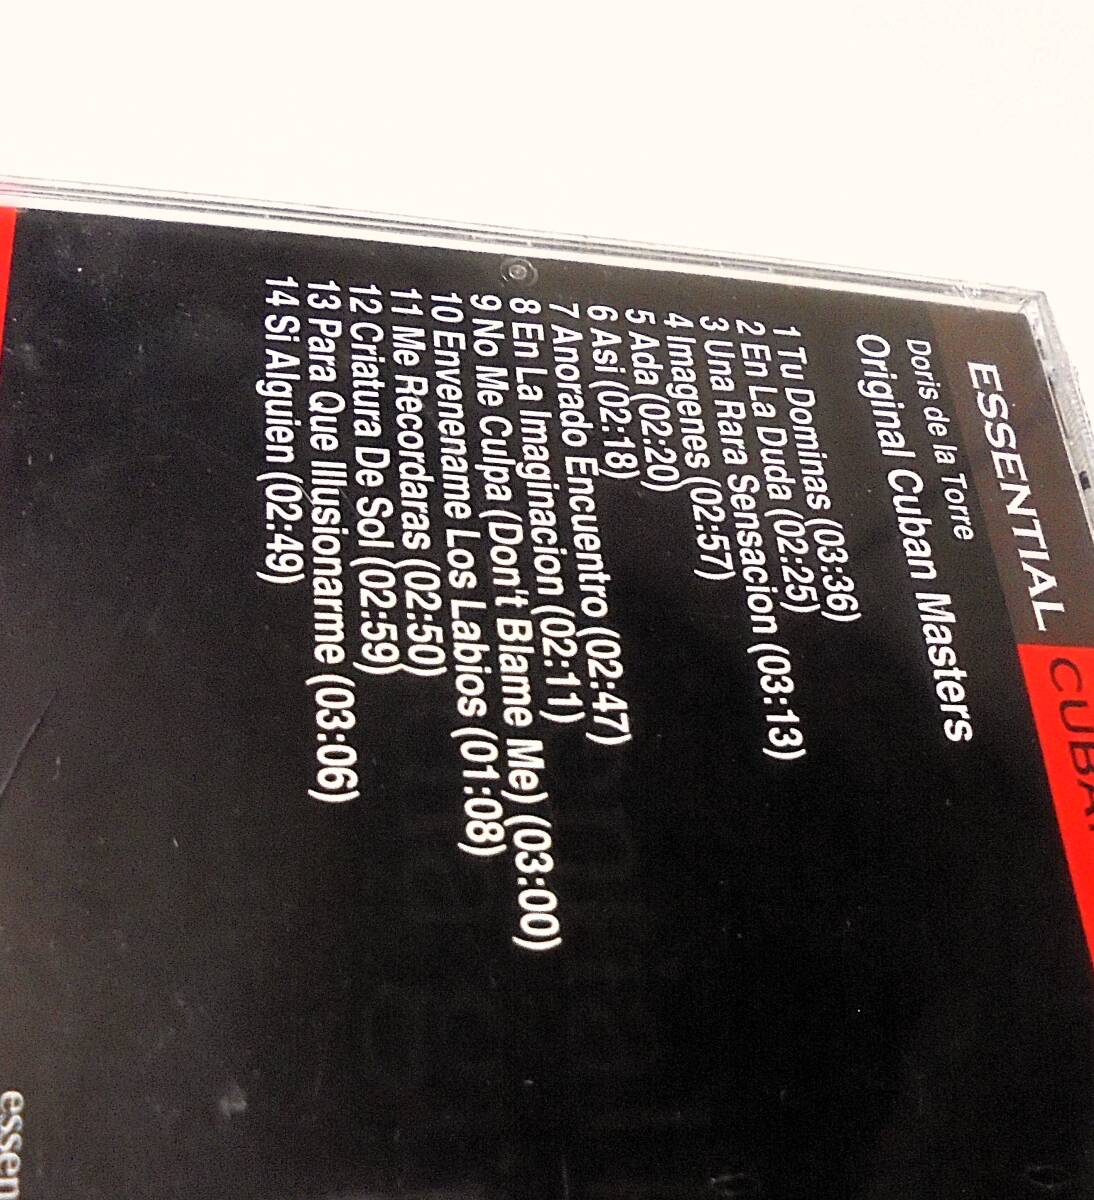 ESSENTIAL
Doris de la Torre
Original Cuban Masters
1 Tu Dominas (03:36)
2 En La Duda (02:25)
3 Una Rara Sensacion (03:13)
4 Imagenes (02:57)
5 Ada (02:20)
6 Asi (02:18)
7 Anorado Encuentro (02:47)
8 En La Imaginacion (02:11)
9 No Me Culpa (Don't Blame Me) (03:00)
10 Envenename Los Labios (01:08)
11 Me Recordaras (02:50)
12 Criatura De Sol (02:59)
13 Para Que Illusionarme (03:06)
14 Si Alguien (02:49)